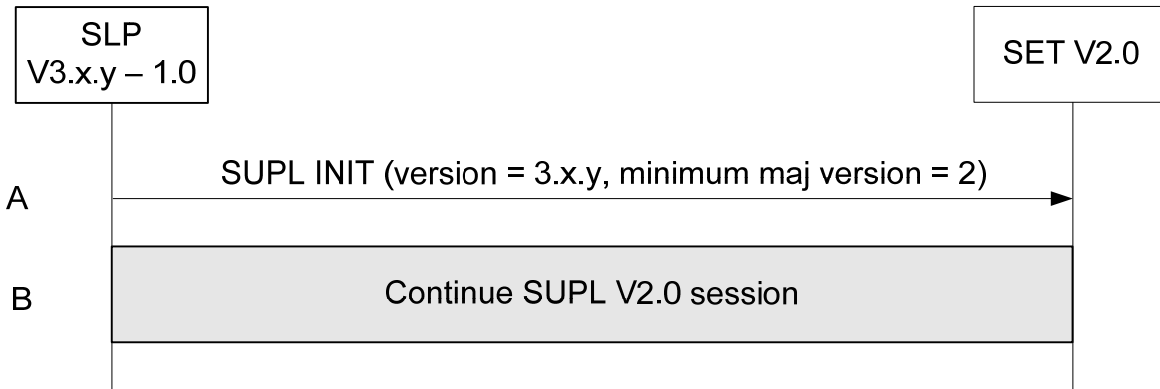 SLP
V3.x.y – 1.0
SET V2.0
SUPL INIT (version = 3.x.y, minimum maj version = 2)
A
Continue SUPL V2.0 session
B